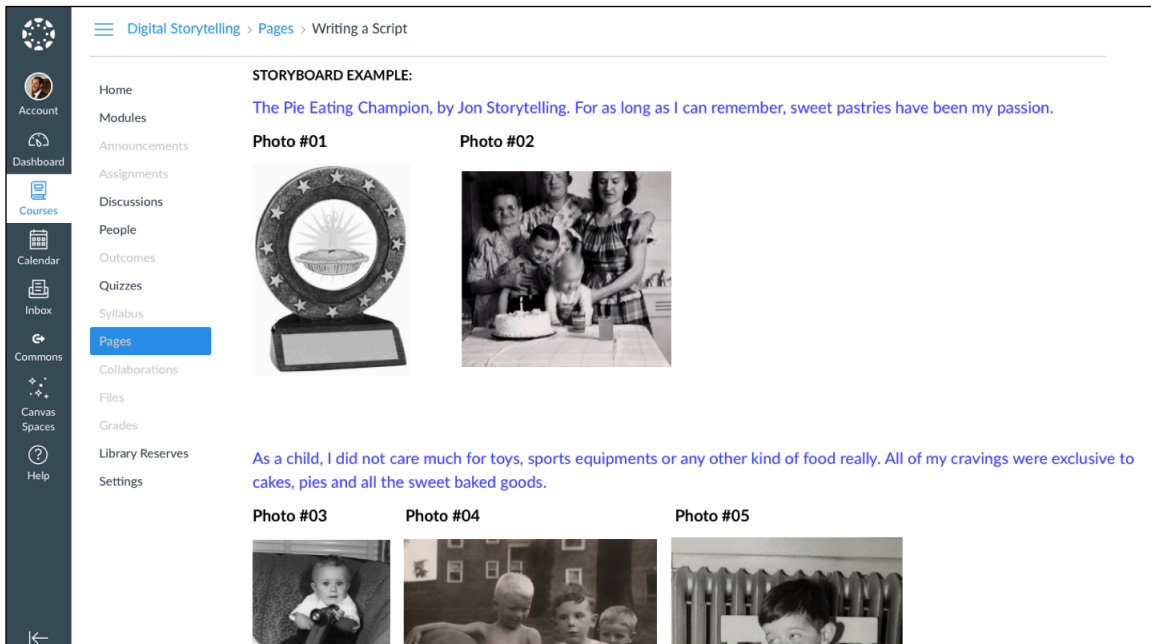 Digital Storytelling > Pages > Writing a Script
Account
Dashboard
Courses
Calendar
Inbox
Commons
Canvas
Spaces
Help
Home
Modules
Announcements
Assignments
Discussions
People
Outcomes
Quizzes
Syllabus
Pages
Collaborations
Files
Grades
Library Reserves
Settings
STORYBOARD EXAMPLE:
The Pie Eating Champion, by Jon Storytelling. For as long as I can remember, sweet pastries have been my passion.
Photo #01 Photo #02
As a child, I did not care much for toys, sports equipments or any other kind of food really. All of my cravings were exclusive to
cakes, pies and all the sweet baked goods.
Photo #03 Photo #04 Photo #05